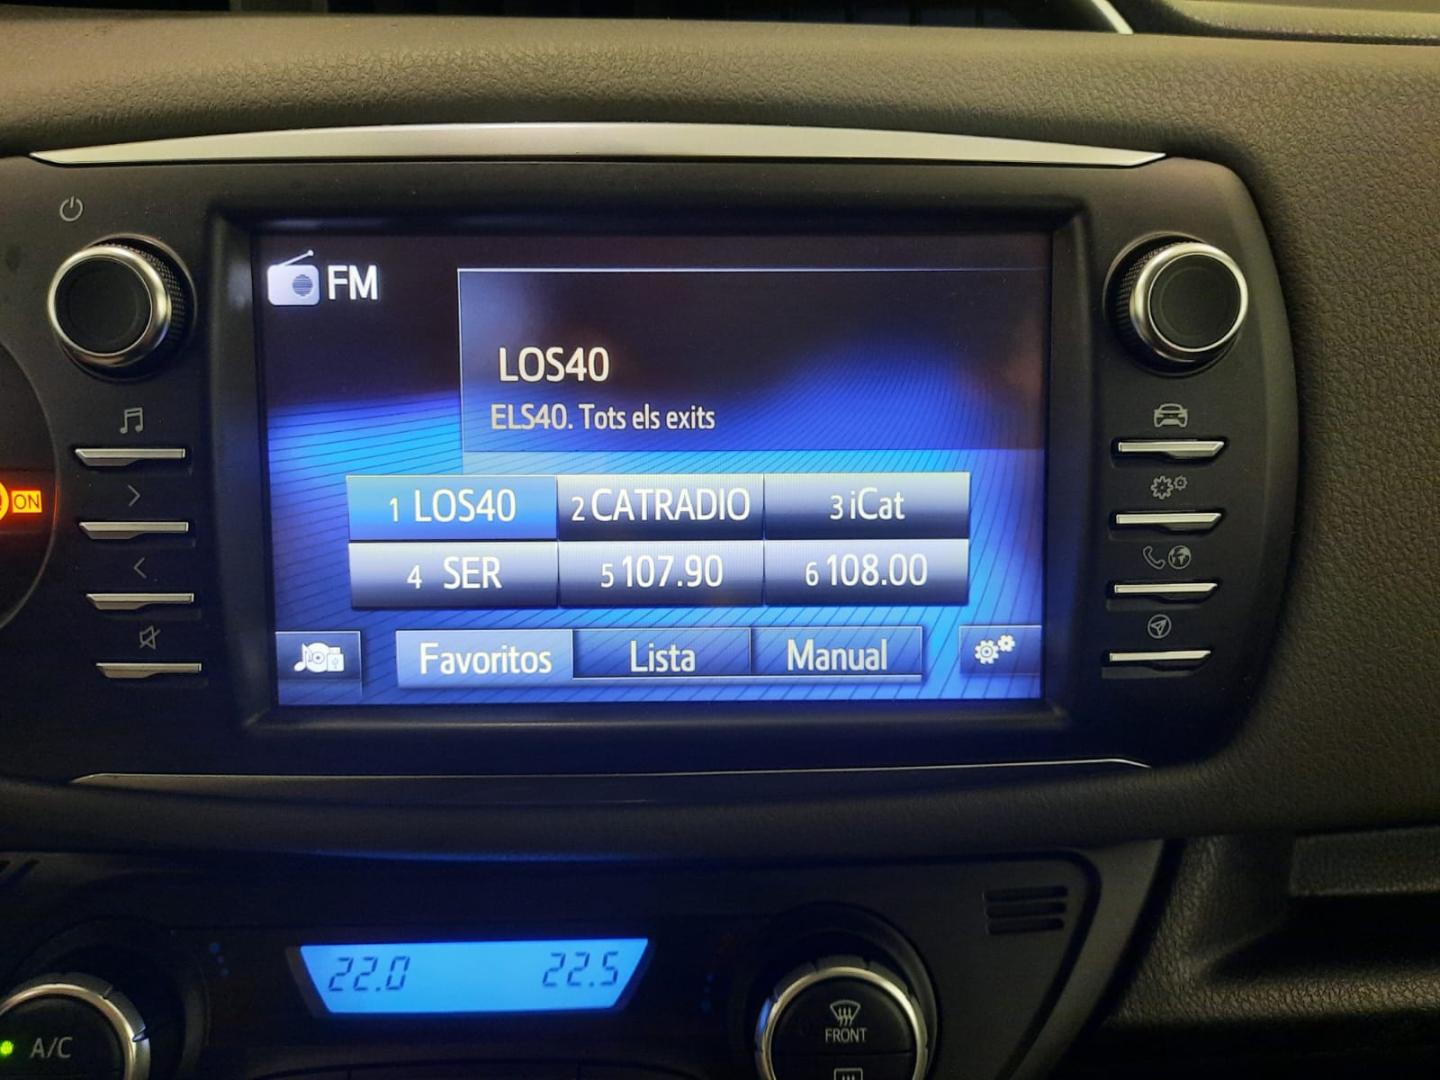 FM
LOS40
ELS40. Tots els exits
1 LOS40 2 CATRADIO 3 iCat
4 SER 5 107.90 6 108.00
Favoritos Lista Manual
ON
22.0 22.5
A/C
FRONT